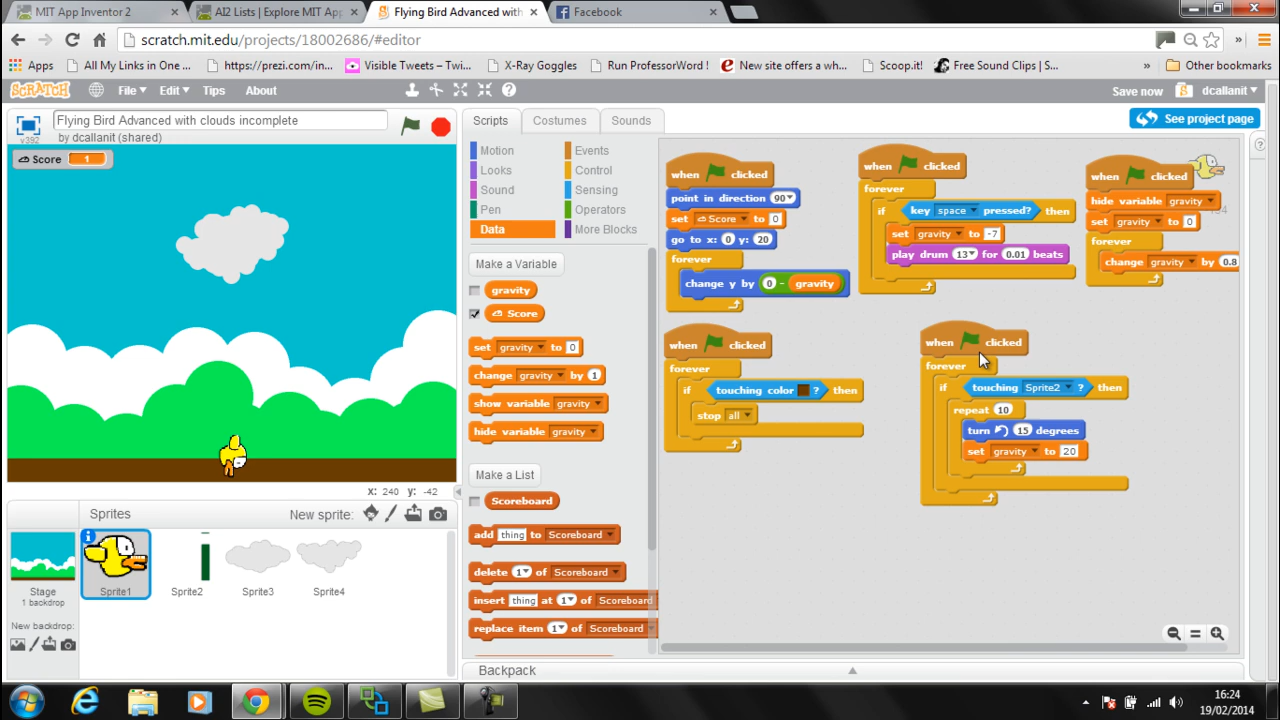 MIT App Inventor 2
AI2 Lists | Explore MIT App
Flying Bird Advanced with
Facebook
scratch.mit.edu/projects/18002686/#editor
Apps
All My Links in One ...
https://prezi.com/in...
Visible Tweets – Twi...
X-Ray Goggles
Run ProfessorWord !
New site offers a wh...
Scoop.it!
Free Sound Clips | S...
»
Other bookmarks
SCRATCH
File
Edit
Tips
About
Save now
dcallanit
Flying Bird Advanced with clouds incomplete
by dcallanit (shared)
v392
Scripts
Costumes
Sounds
See project page
Score 1
Motion
Looks
Sound
Pen
Data
Events
Control
Sensing
Operators
More Blocks
Make a Variable
gravity
Score
set gravity to 0
change gravity by 1
show variable gravity
hide variable gravity
Make a List
Scoreboard
add thing to Scoreboard
delete 1 of Scoreboard
insert thing at 1 of Scoreboard
replace item 1 of Scoreboard
when clicked
point in direction 90
set Score to 0
go to x: 0 y: 20
forever
change y by 0 - gravity
when clicked
forever
if key space pressed? then
set gravity to -7
play drum 13 for 0.01 beats
when clicked
hide variable gravity
set gravity to 0
forever
change gravity by 0.8
when clicked
forever
if touching color ? then
stop all
when clicked
forever
if touching Sprite2 ? then
repeat 10
turn 15 degrees
set gravity to 20
x: 240 y: -42
Sprites
New sprite:
Stage
1 backdrop
New backdrop:
Sprite1
Sprite2
Sprite3
Sprite4
Backpack
16:24
19/02/2014